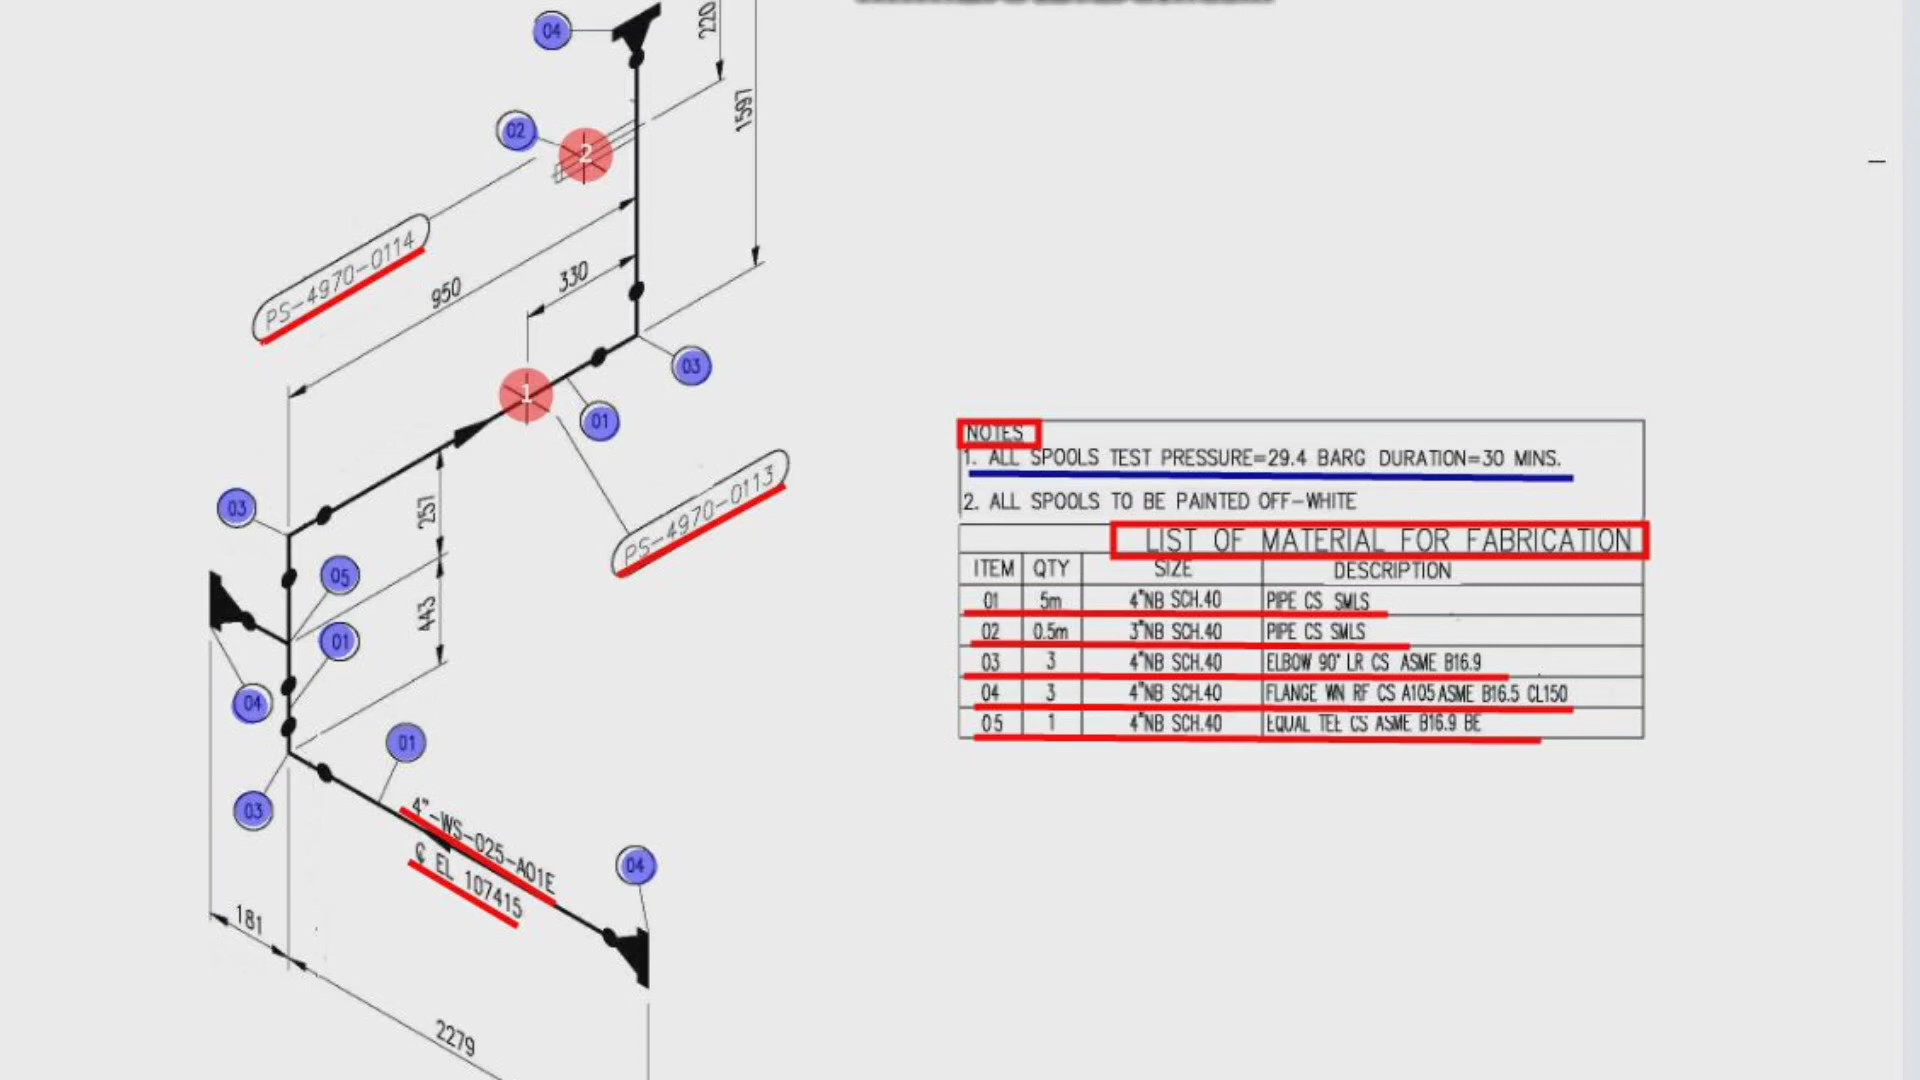 04
220
1597
02
2
PS-4970-0114
950
330
03
1
01
257
PS-4970-0113
03
05
443
01
04
01
03
4"-WS-025-A01E
℄ EL 107415
04
181
2279
NOTES
1. ALL SPOOLS TEST PRESSURE=29.4 BARG DURATION=30 MINS.
2. ALL SPOOLS TO BE PAINTED OFF-WHITE
LIST OF MATERIAL FOR FABRICATION
ITEM QTY SIZE DESCRIPTION
01 5m 4"NB SCH.40 PIPE CS SMLS
02 0.5m 3"NB SCH.40 PIPE CS SMLS
03 3 4"NB SCH.40 ELBOW 90° LR CS ASME B16.9
04 3 4"NB SCH.40 FLANGE WN RF CS A105 ASME B16.5 CL150
05 1 4"NB SCH.40 EQUAL TEE CS ASME B16.9 BE